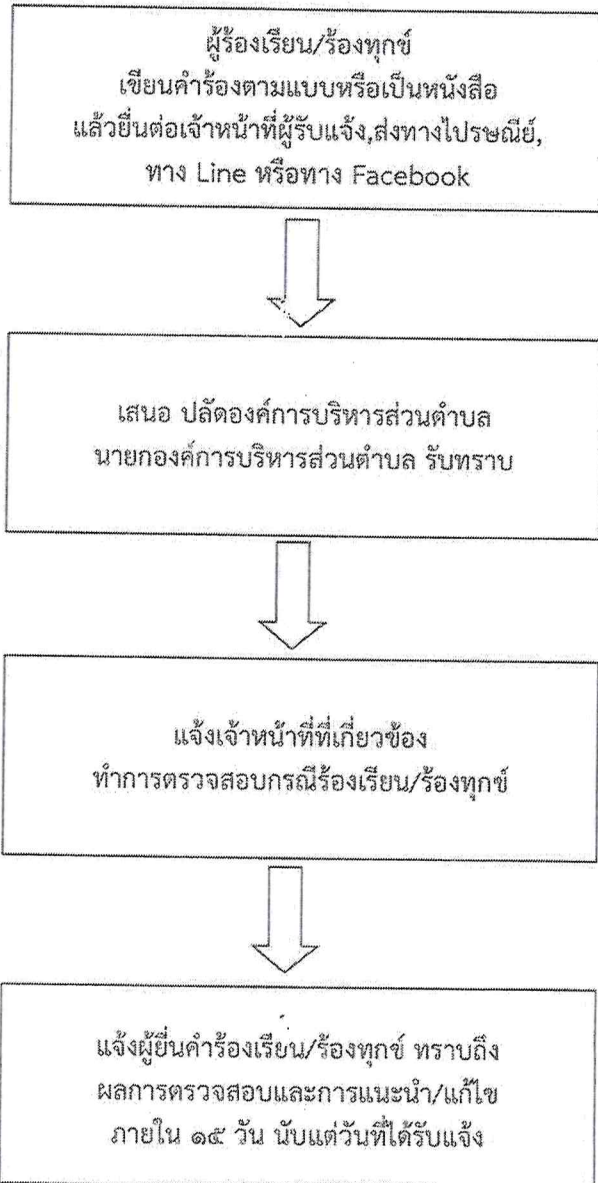 ผู้ร้องเรียน/ร้องทุกข์
เขียนคำร้องตามแบบหรือเป็นหนังสือ
แล้วยื่นต่อเจ้าหน้าที่ผู้รับแจ้ง,ส่งทางไปรษณีย์,
ทาง Line หรือทาง Facebook
เสนอ ปลัดองค์การบริหารส่วนตำบล
นายกองค์การบริหารส่วนตำบล รับทราบ
แจ้งเจ้าหน้าที่ที่เกี่ยวข้อง
ทำการตรวจสอบกรณีร้องเรียน/ร้องทุกข์
แจ้งผู้ยื่นคำร้องเรียน/ร้องทุกข์ ทราบถึง
ผลการตรวจสอบและการแนะนำ/แก้ไข
ภายใน ๑๕ วัน นับแต่วันที่ได้รับแจ้ง